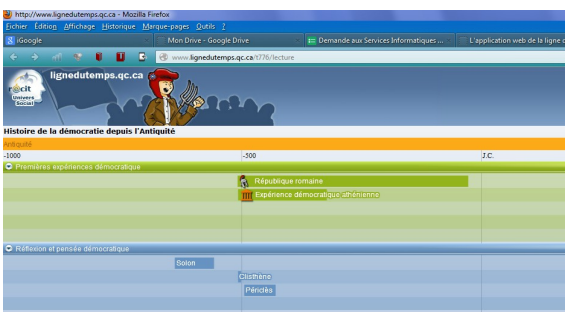 http://www.lignedutemps.qc.ca - Mozilla Firefox
Fichier Édition Affichage Historique Marque-pages Outils ?
iGoogle Mon Drive - Google Drive Demande aux Services Informatiques ... L'application web de la ligne
www.lignedutemps.qc.ca/t776/lecture
lignedutemps.qc.ca
récit
Univers
Social
Histoire de la démocratie depuis l'Antiquité
Antiquité
-1000 -500 J.C.
Premières expériences démocratique
République romaine
Expérience démocratique athénienne
Réflexion et pensée démocratique
Solon
Clisthène
Périclès